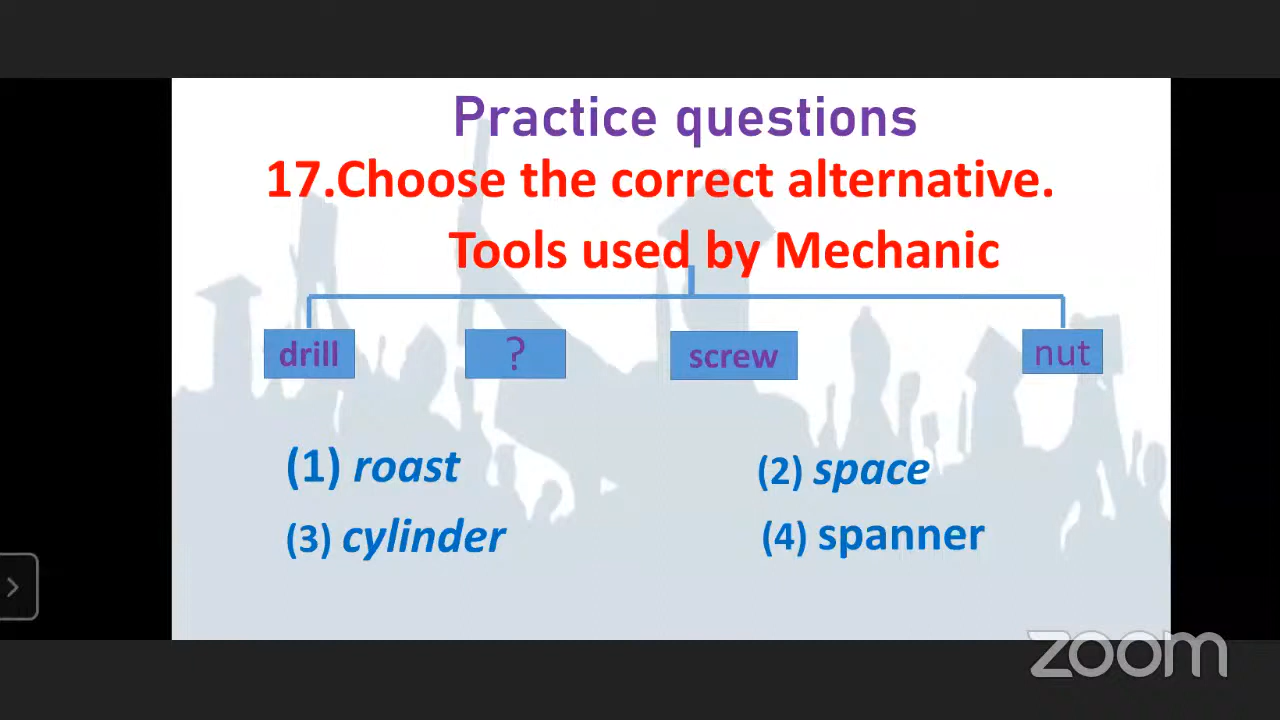 Practice questions
17.Choose the correct alternative.
Tools used by Mechanic
drill ? screw nut
(1) roast (2) space
(3) cylinder (4) spanner
zoom